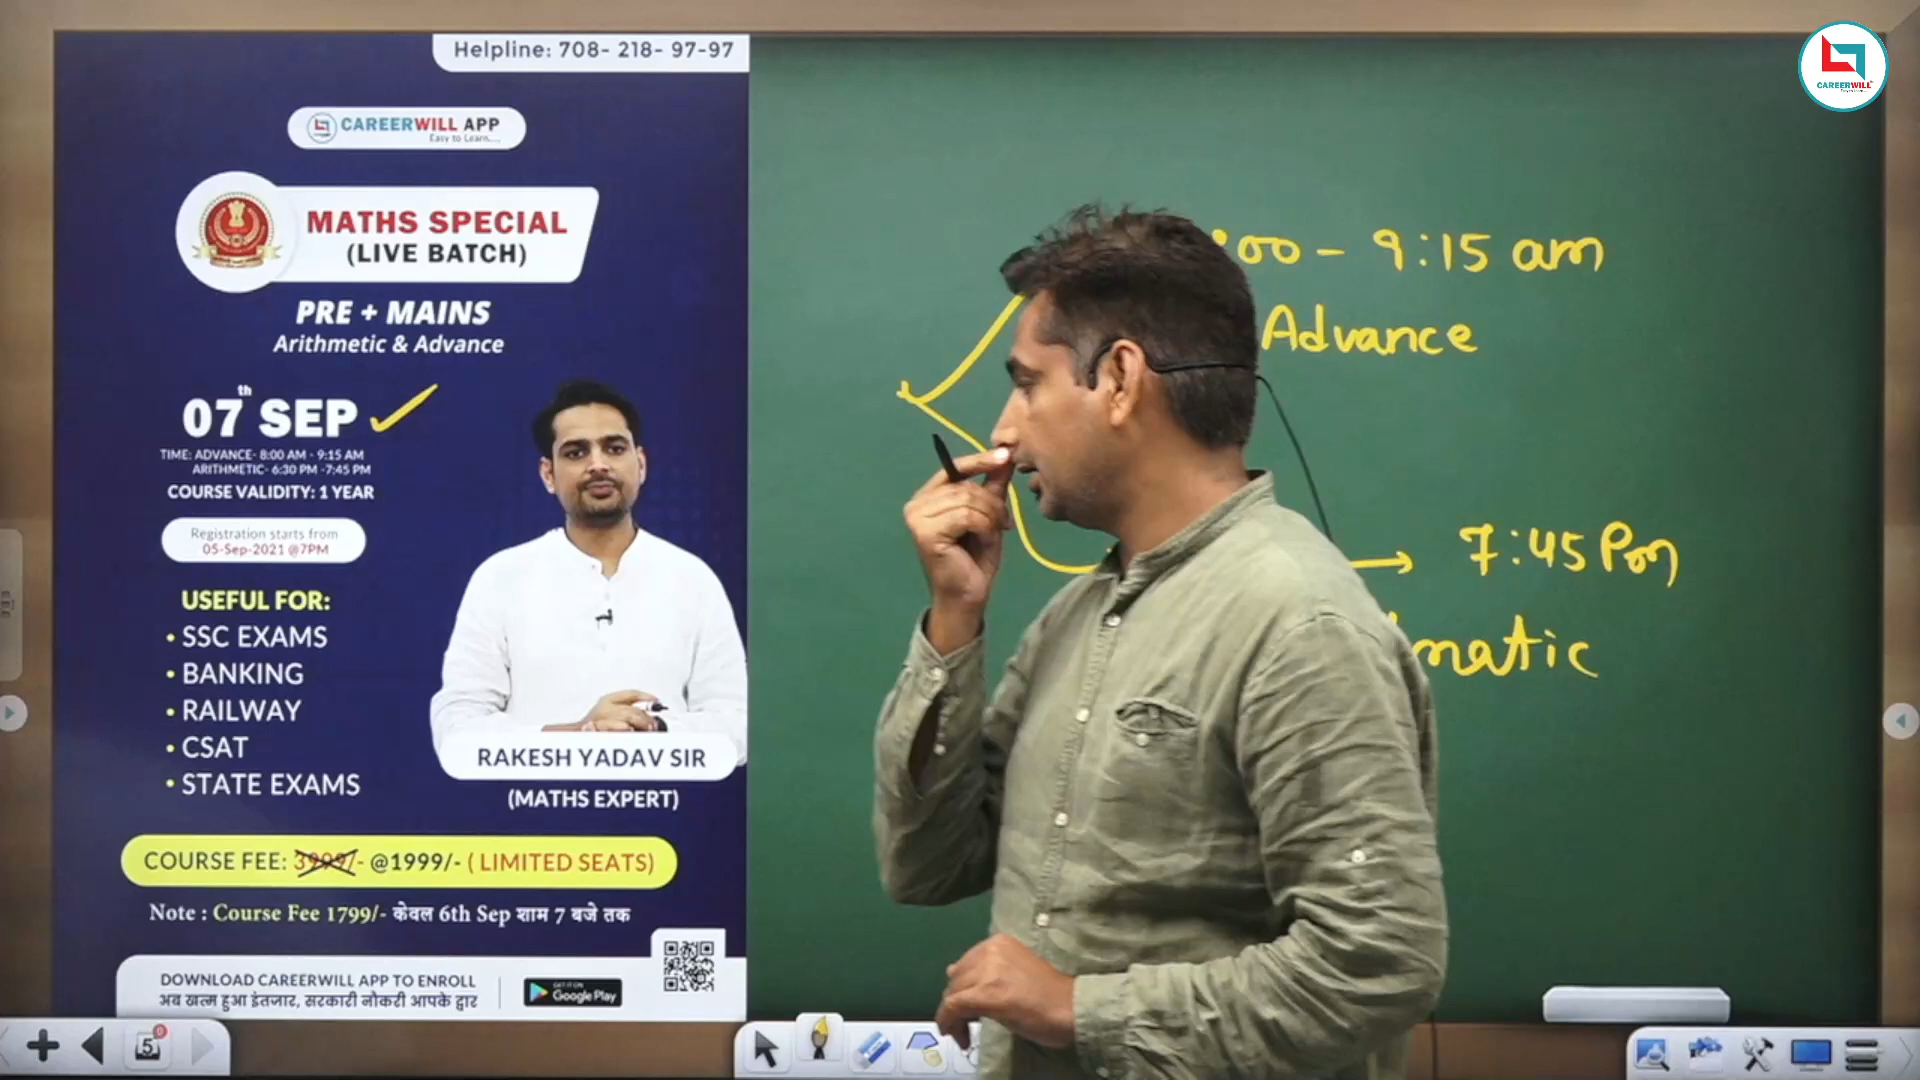 Helpline: 708- 218- 97-97
CAREERWILL APP
Easy to Learn....
MATHS SPECIAL
(LIVE BATCH)
PRE + MAINS
Arithmetic & Advance
07th SEP
TIME: ADVANCE- 8:00 AM - 9:15 AM
ARITHMETIC- 6:30 PM -7:45 PM
COURSE VALIDITY: 1 YEAR
Registration starts from
05-Sep-2021 @7PM
USEFUL FOR:
• SSC EXAMS
• BANKING
• RAILWAY
• CSAT
• STATE EXAMS
RAKESH YADAV SIR
(MATHS EXPERT)
COURSE FEE: 3999/- @1999/- ( LIMITED SEATS)
Note : Course Fee 1799/- केवल 6th Sep शाम 7 बजे तक
DOWNLOAD CAREERWILL APP TO ENROLL
अब खत्म हुआ इंतजार, सरकारी नौकरी आपके द्वार
GET IT ON
Google Play
CAREERWILL
:00 - 9:15 am
Advance
7:45 Pm
matic
5
0